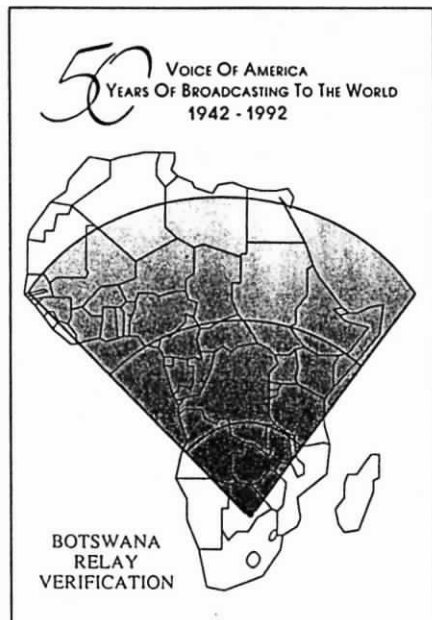 50
VOICE OF AMERICA
YEARS OF BROADCASTING TO THE WORLD
1942 - 1992
BOTSWANA
RELAY
VERIFICATION